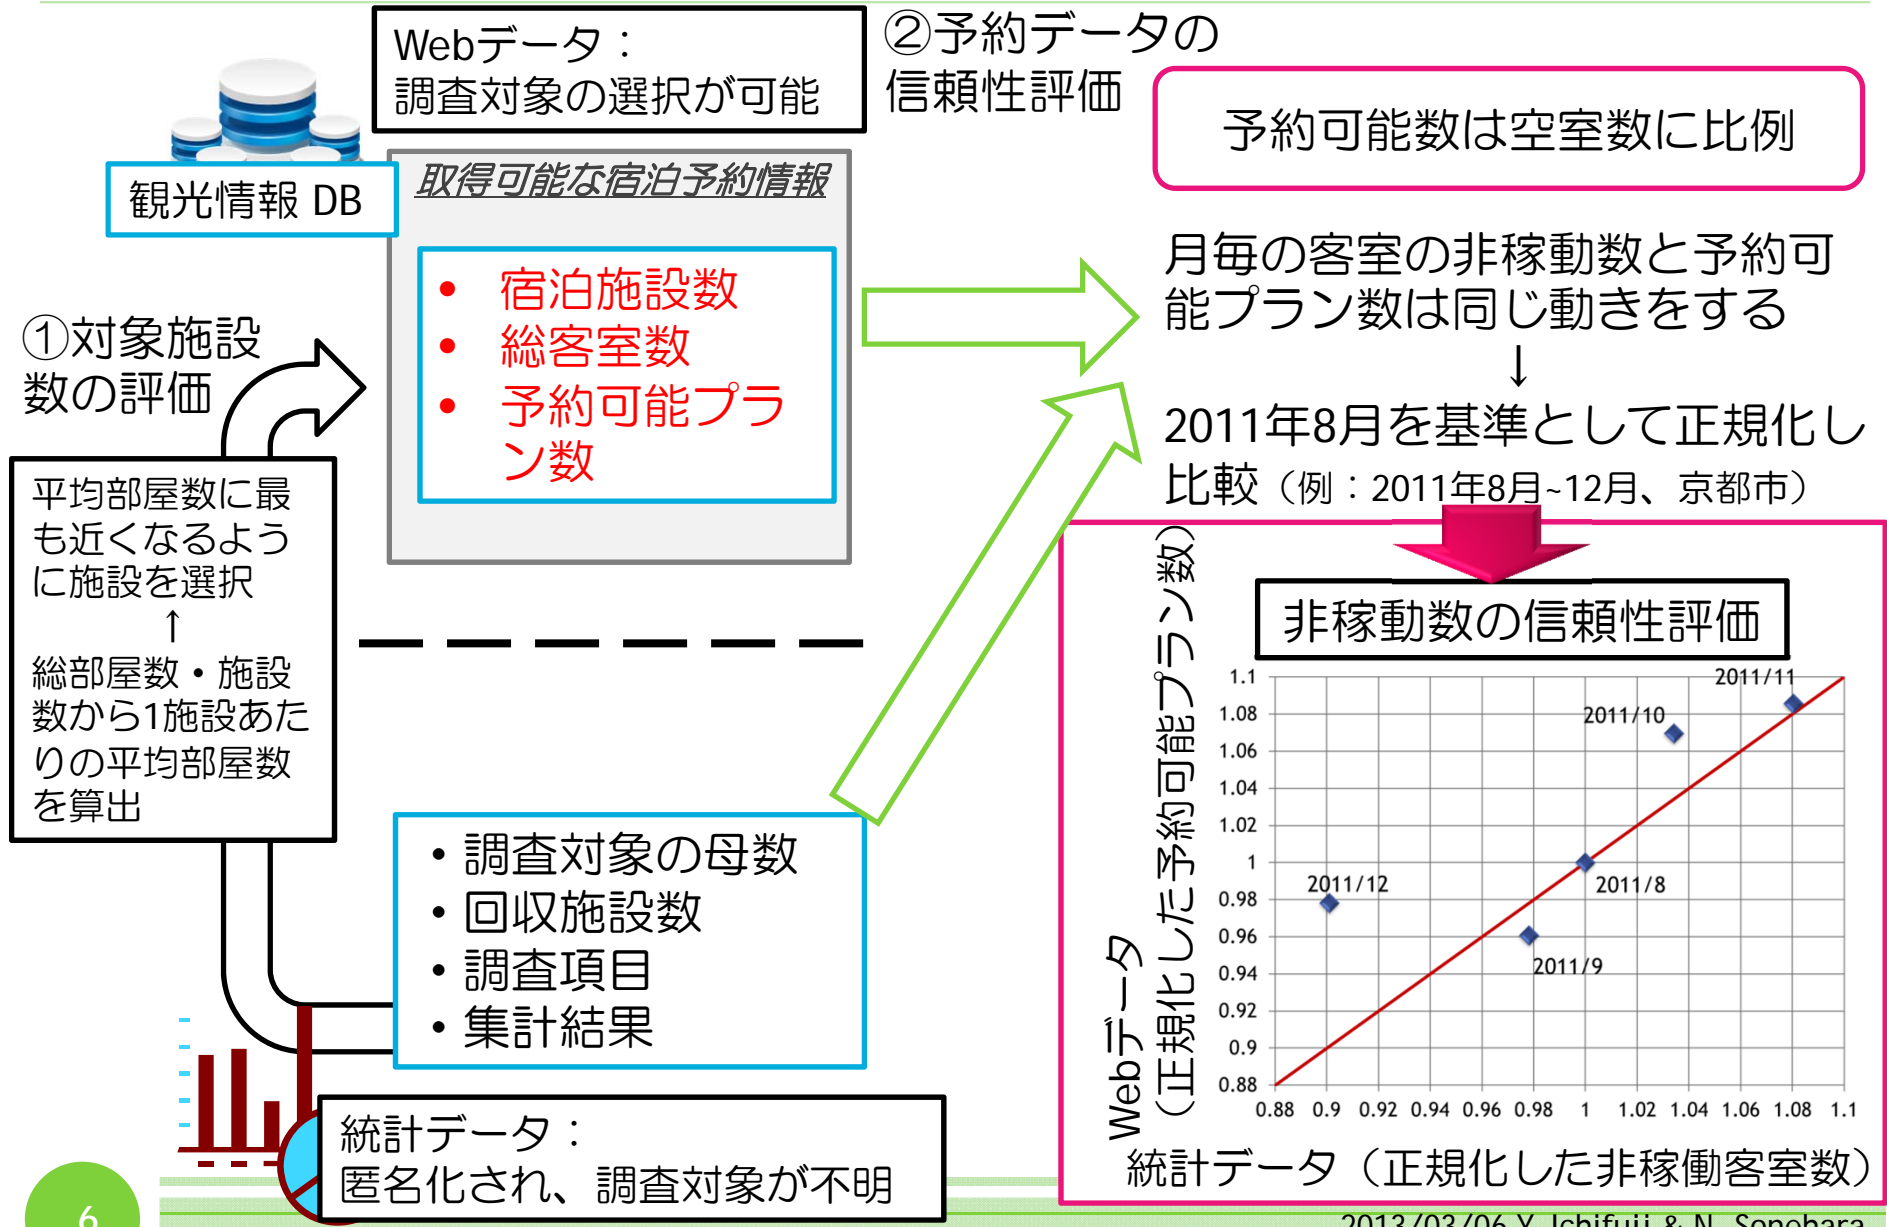 Webデータ：
調査対象の選択が可能
②予約データの
信頼性評価
予約可能数は空室数に比例
観光情報 DB
取得可能な宿泊予約情報
• 宿泊施設数
• 総客室数
• 予約可能プラ
ン数
①対象施設
数の評価
平均部屋数に最
も近くなるよう
に施設を選択
↑
総部屋数・施設
数から1施設あた
りの平均部屋数
を算出
月毎の客室の非稼動数と予約可
能プラン数は同じ動きをする
↓
2011年8月を基準として正規化し
比較（例：2011年8月~12月、京都市）
・調査対象の母数
・回収施設数
・調査項目
・集計結果
統計データ：
匿名化され、調査対象が不明
非稼動数の信頼性評価
Webデータ
（正規化した予約可能プラン数）
1.1
1.08
1.06
1.04
1.02
1
0.98
0.96
0.94
0.92
0.9
0.88
2011/11
2011/10
2011/12
2011/8
2011/9
0.88 0.9 0.92 0.94 0.96 0.98 1 1.02 1.04 1.06 1.08 1.1
統計データ（正規化した非稼働客室数）
6
2013/03/06 Y. Ichifuji & N. Sonehara